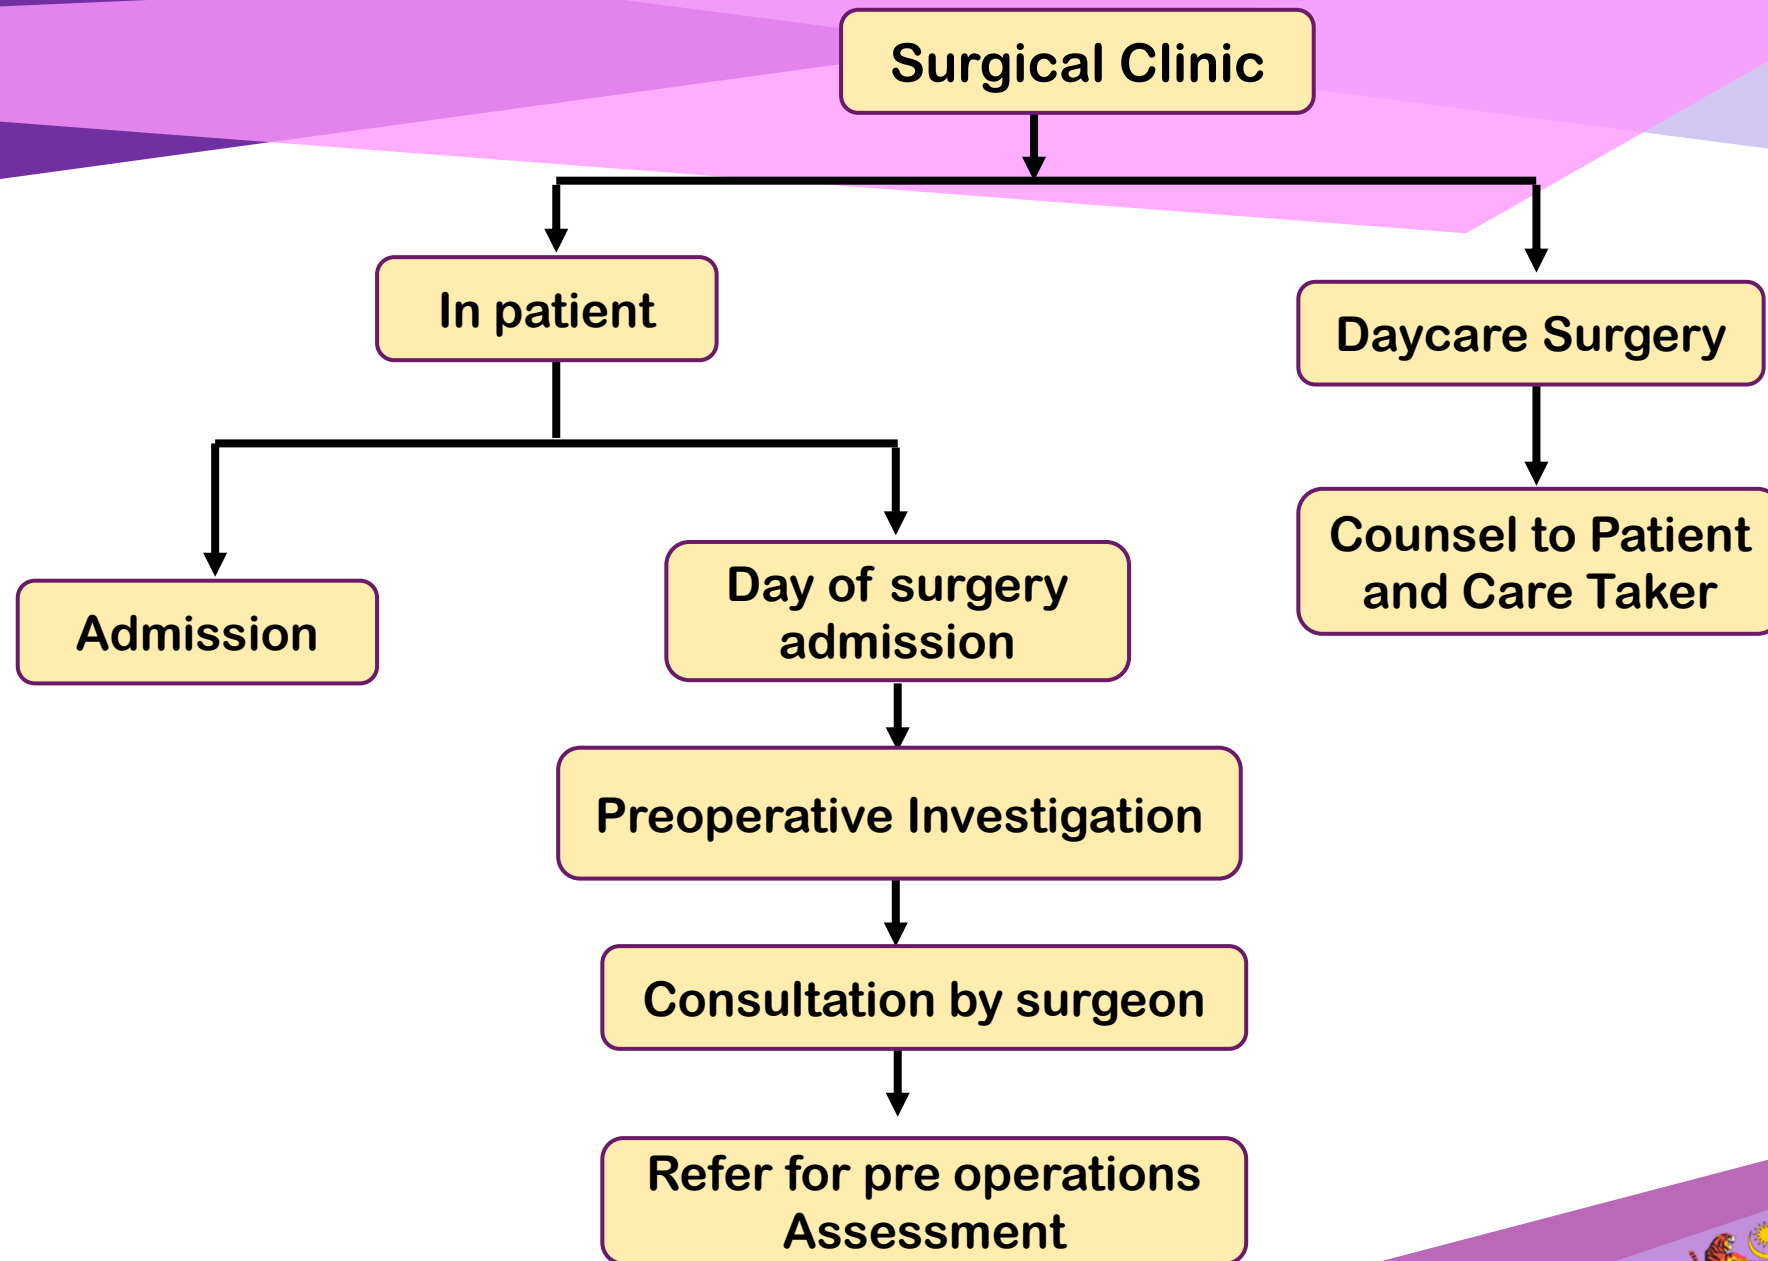 Surgical Clinic
In patient
Daycare Surgery
Counsel to Patient
and Care Taker
Admission
Day of surgery
admission
Preoperative Investigation
Consultation by surgeon
Refer for pre operations
Assessment